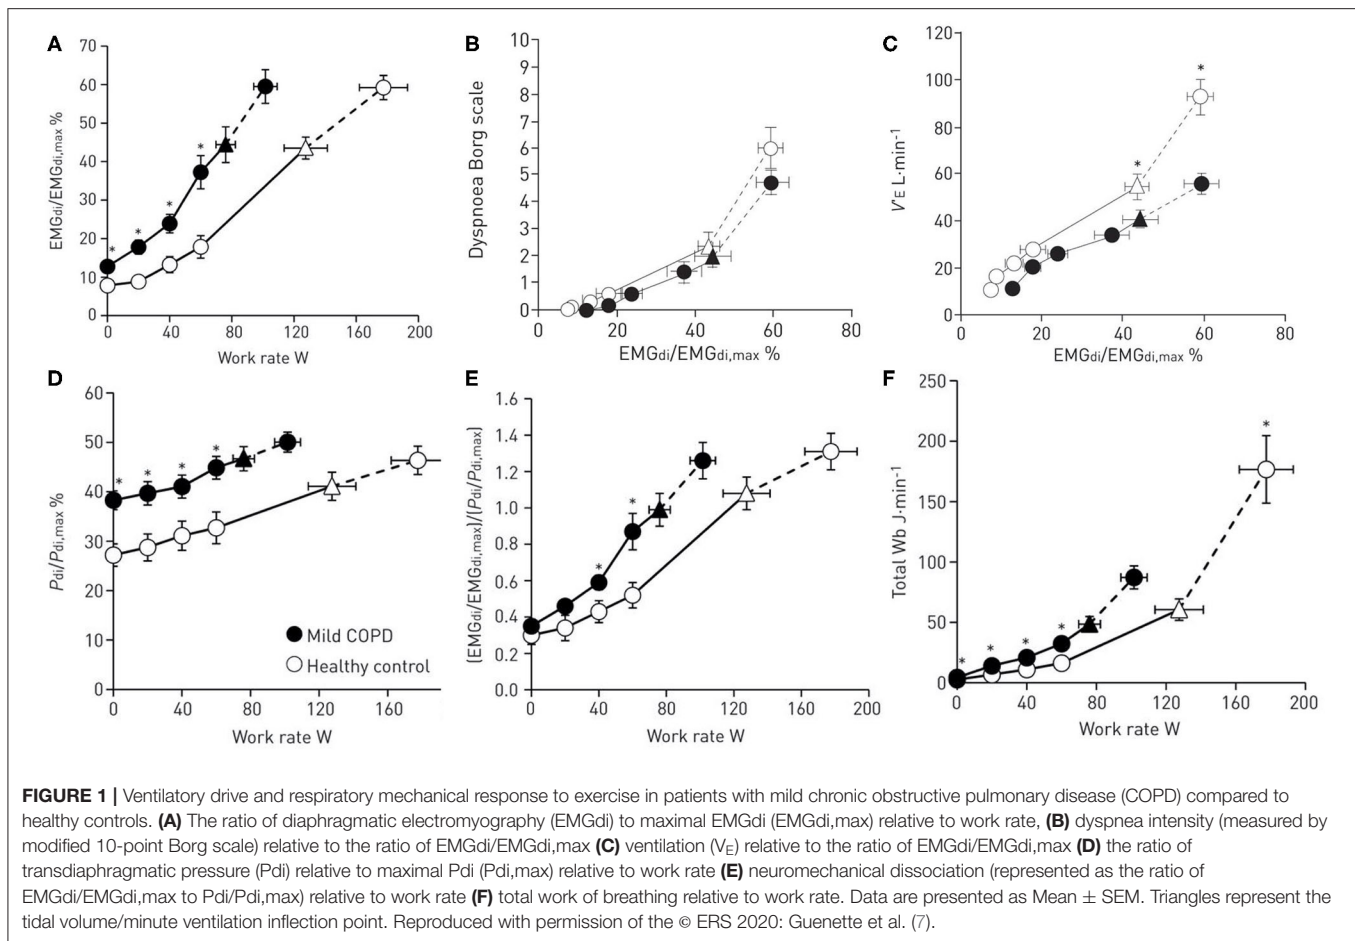 A
70
60
50
40
30
20
10
0
EMGdi/EMGdi,max %
0 40 80 120 160 200
Work rate W
* * * *
B
10
9
8
7
6
5
4
3
2
1
0
Dyspnoea Borg scale
0 20 40 60 80
EMGdi/EMGdi,max %
C
120
100
80
60
40
20
0
V'E L·min-1
0 20 40 60 80
EMGdi/EMGdi,max %
* *
D
60
50
40
30
20
10
0
Pdi/Pdi,max %
* * * *
Mild COPD
Healthy control
0 40 80 120 160
Work rate W
E
1.6
1.4
1.2
1.0
0.8
0.6
0.4
0.2
0.0
(EMGdi/EMGdi,max)/(Pdi/Pdi,max)
* *
0 40 80 120 160 200
Work rate W
F
250
200
150
100
50
0
Total Wb J·min-1
* * * * *
0 40 80 120 160 200
Work rate W
FIGURE 1 | Ventilatory drive and respiratory mechanical response to exercise in patients with mild chronic obstructive pulmonary disease (COPD) compared to
healthy controls. (A) The ratio of diaphragmatic electromyography (EMGdi) to maximal EMGdi (EMGdi,max) relative to work rate, (B) dyspnea intensity (measured by
modified 10-point Borg scale) relative to the ratio of EMGdi/EMGdi,max (C) ventilation (VE) relative to the ratio of EMGdi/EMGdi,max (D) the ratio of
transdiaphragmatic pressure (Pdi) relative to maximal Pdi (Pdi,max) relative to work rate (E) neuromechanical dissociation (represented as the ratio of
EMGdi/EMGdi,max to Pdi/Pdi,max) relative to work rate (F) total work of breathing relative to work rate. Data are presented as Mean ± SEM. Triangles represent the
tidal volume/minute ventilation inflection point. Reproduced with permission of the © ERS 2020: Guenette et al. (7).